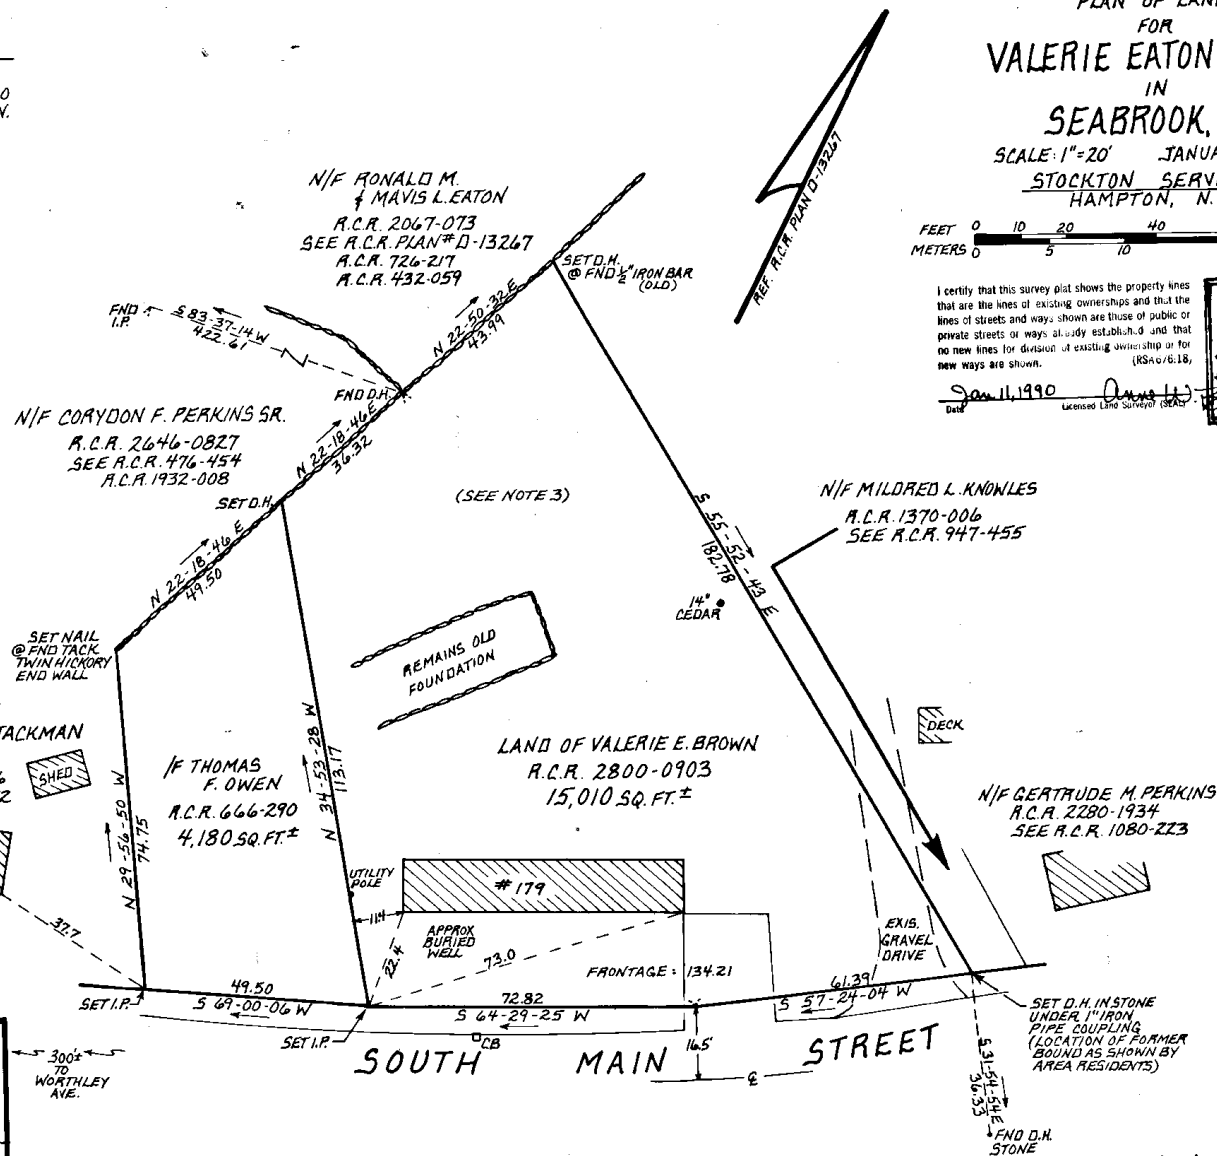 PLAN OF LAN
FOR
VALERIE EATON
IN
SEABROOK,
SCALE: 1"=20' JANUA
STOCKTON SERV
HAMPTON, N.
FEET 0 10 20 40
METERS 0 5 10
I certify that this survey plat shows the property lines
that are the lines of existing ownerships and that the
lines of streets and ways shown are those of public or
private streets or ways already established and that
no new lines for division of existing ownership or for
new ways are shown. (RSA 676:18,
Jan 11, 1990 Anne W.
Date Licensed Land Surveyor (SEAL)
REF. R.C.R. PLAN D-13267
N/F RONALD M.
& MAVIS L. EATON
R.C.R. 2067-073
SEE R.C.R. PLAN # D-13267
R.C.R. 726-217
R.C.R. 432-059
SET D.H.
@ FND ½" IRON BAR
(OLD)
FND
I.P.
S 83-37-14 W
422.61
N 22-50-32 E
43.99
FND D.H.
N/F CORYDON F. PERKINS SR.
R.C.R. 2646-0827
SEE R.C.R. 476-454
R.C.R. 1932-008
N 22-18-46 E
36.32
SET D.H.
(SEE NOTE 3)
N/F MILDRED L. KNOWLES
R.C.R. 1370-006
SEE R.C.R. 947-455
S 55-52-43 E
182.78
N 22-18-46 E
49.50
14"
CEDAR
SET NAIL
@ FND TACK
TWIN HICKORY
END WALL
REMAINS OLD
FOUNDATION
TACKMAN
SHED
/F THOMAS
F. OWEN
R.C.R. 666-290
4,180 SQ. FT. ±
N 34-53-28 W
113.17
LAND OF VALERIE E. BROWN
R.C.R. 2800-0903
15,010 SQ. FT. ±
DECK
N/F GERTRUDE M. PERKINS
R.C.R. 2280-1934
SEE R.C.R. 1080-223
N 29-56-50 W
74.75
UTILITY
POLE
# 179
11.4
APPROX
BURIED
WELL
22.4
73.0
37.7
EXIS.
GRAVEL
DRIVE
FRONTAGE: 134.21
49.50
S 69-00-06 W
72.82
S 64-29-25 W
61.39
S 57-24-04 W
SET I.P.
SET I.P.
CB
16.5'
SOUTH MAIN STREET
300'±
TO
WORTHLEY
AVE.
SET D.H. IN STONE
UNDER 1" IRON
PIPE COUPLING
(LOCATION OF FORMER
BOUND AS SHOWN BY
AREA RESIDENTS)
S 31-54-54 E
36.33
FND D.H.
STONE